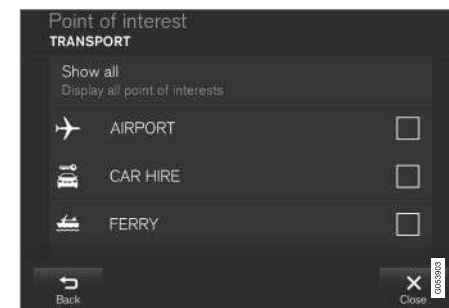 Point of interest
TRANSPORT
Show all
Display all point of interests
AIRPORT
CAR HIRE
FERRY
Back
Close
G053903